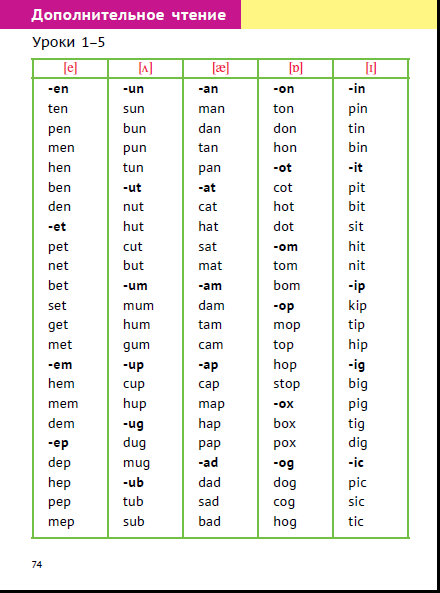 Дополнительное чтение
Уроки 1–5
[e] [ʌ] [æ] [ɒ] [ɪ]
-en -un -an -on -in
ten sun man ton pin
pen bun dan don tin
men pun tan hon bin
hen tun pan -ot -it
ben -ut -at cot pit
den nut cat hot bit
-et hut hat dot sit
pet cut sat -om hit
net but mat tom nit
bet -um -am bom -ip
set mum dam -op kip
get hum tam mop tip
met gum cam top hip
-em -up -ap hop -ig
hem cup cap stop big
mem hup map -ox pig
dem -ug hap box tig
-ep dug pap pox dig
dep mug -ad -og -ic
hep -ub dad dog pic
pep tub sad cog sic
mep sub bad hog tic
74